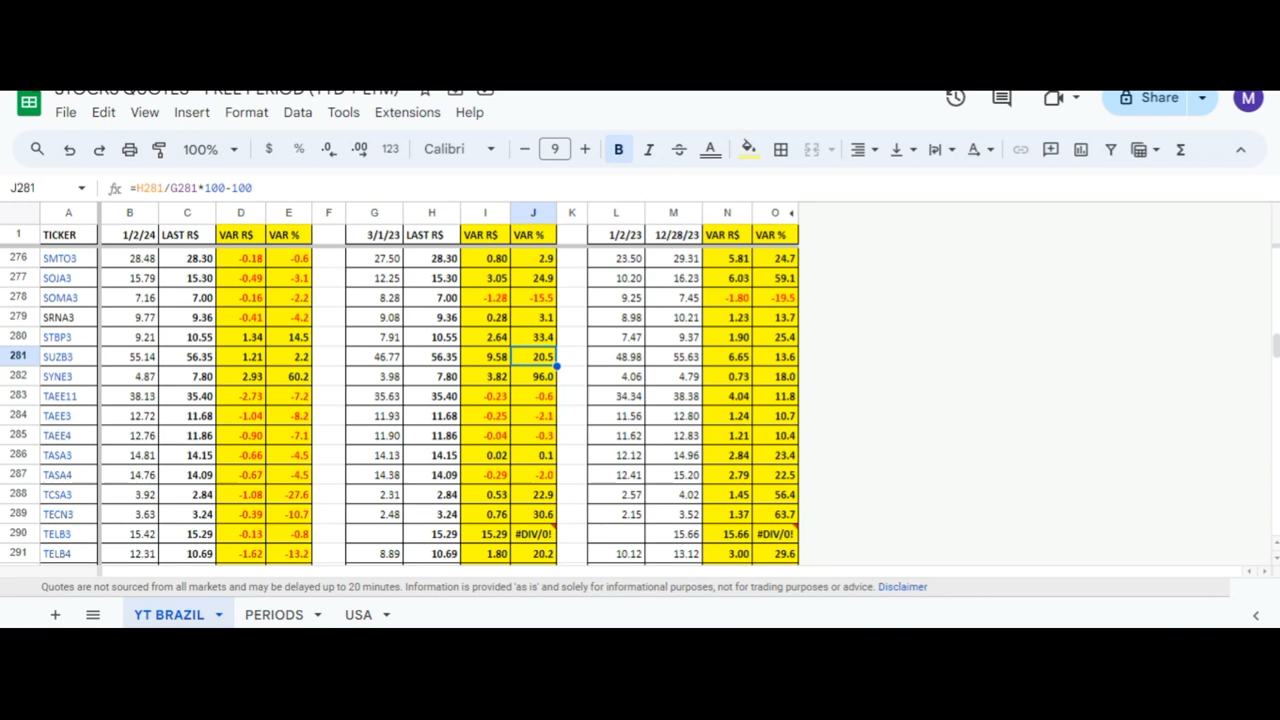 STOCKS QUOTES - FREE PERIOD (YTD + LTM)
File Edit View Insert Format Data Tools Extensions Help Share M
100% $ % .0 .00 123 Calibri 9 B I A Σ
J281 fx =H281/G281*100-100
A B C D E F G H I J K L M N O
1 TICKER 1/2/24 LAST R$ VAR R$ VAR % 3/1/23 LAST R$ VAR R$ VAR % 1/2/23 12/28/23 VAR R$ VAR %
276 SMTO3 28.48 28.30 -0.18 -0.6 27.50 28.30 0.80 2.9 23.50 29.31 5.81 24.7
277 SOJA3 15.79 15.30 -0.49 -3.1 12.25 15.30 3.05 24.9 10.20 16.23 6.03 59.1
278 SOMA3 7.16 7.00 -0.16 -2.2 8.28 7.00 -1.28 -15.5 9.25 7.45 -1.80 -19.5
279 SRNA3 9.77 9.36 -0.41 -4.2 9.08 9.36 0.28 3.1 8.98 10.21 1.23 13.7
280 STBP3 9.21 10.55 1.34 14.5 7.91 10.55 2.64 33.4 7.47 9.37 1.90 25.4
281 SUZB3 55.14 56.35 1.21 2.2 46.77 56.35 9.58 20.5 48.98 55.63 6.65 13.6
282 SYNE3 4.87 7.80 2.93 60.2 3.98 7.80 3.82 96.0 4.06 4.79 0.73 18.0
283 TAEE11 38.13 35.40 -2.73 -7.2 35.63 35.40 -0.23 -0.6 34.34 38.38 4.04 11.8
284 TAEE3 12.72 11.68 -1.04 -8.2 11.93 11.68 -0.25 -2.1 11.56 12.80 1.24 10.7
285 TAEE4 12.76 11.86 -0.90 -7.1 11.90 11.86 -0.04 -0.3 11.62 12.83 1.21 10.4
286 TASA3 14.81 14.15 -0.66 -4.5 14.13 14.15 0.02 0.1 12.12 14.96 2.84 23.4
287 TASA4 14.76 14.09 -0.67 -4.5 14.38 14.09 -0.29 -2.0 12.41 15.20 2.79 22.5
288 TCSA3 3.92 2.84 -1.08 -27.6 2.31 2.84 0.53 22.9 2.57 4.02 1.45 56.4
289 TECN3 3.63 3.24 -0.39 -10.7 2.48 3.24 0.76 30.6 2.15 3.52 1.37 63.7
290 TELB3 15.42 15.29 -0.13 -0.8 15.29 15.29 #DIV/0! 15.66 15.66 #DIV/0!
291 TELB4 12.31 10.69 -1.62 -13.2 8.89 10.69 1.80 20.2 10.12 13.12 3.00 29.6
Quotes are not sourced from all markets and may be delayed up to 20 minutes. Information is provided 'as is' and solely for informational purposes, not for trading purposes or advice. Disclaimer
YT BRAZIL PERIODS USA